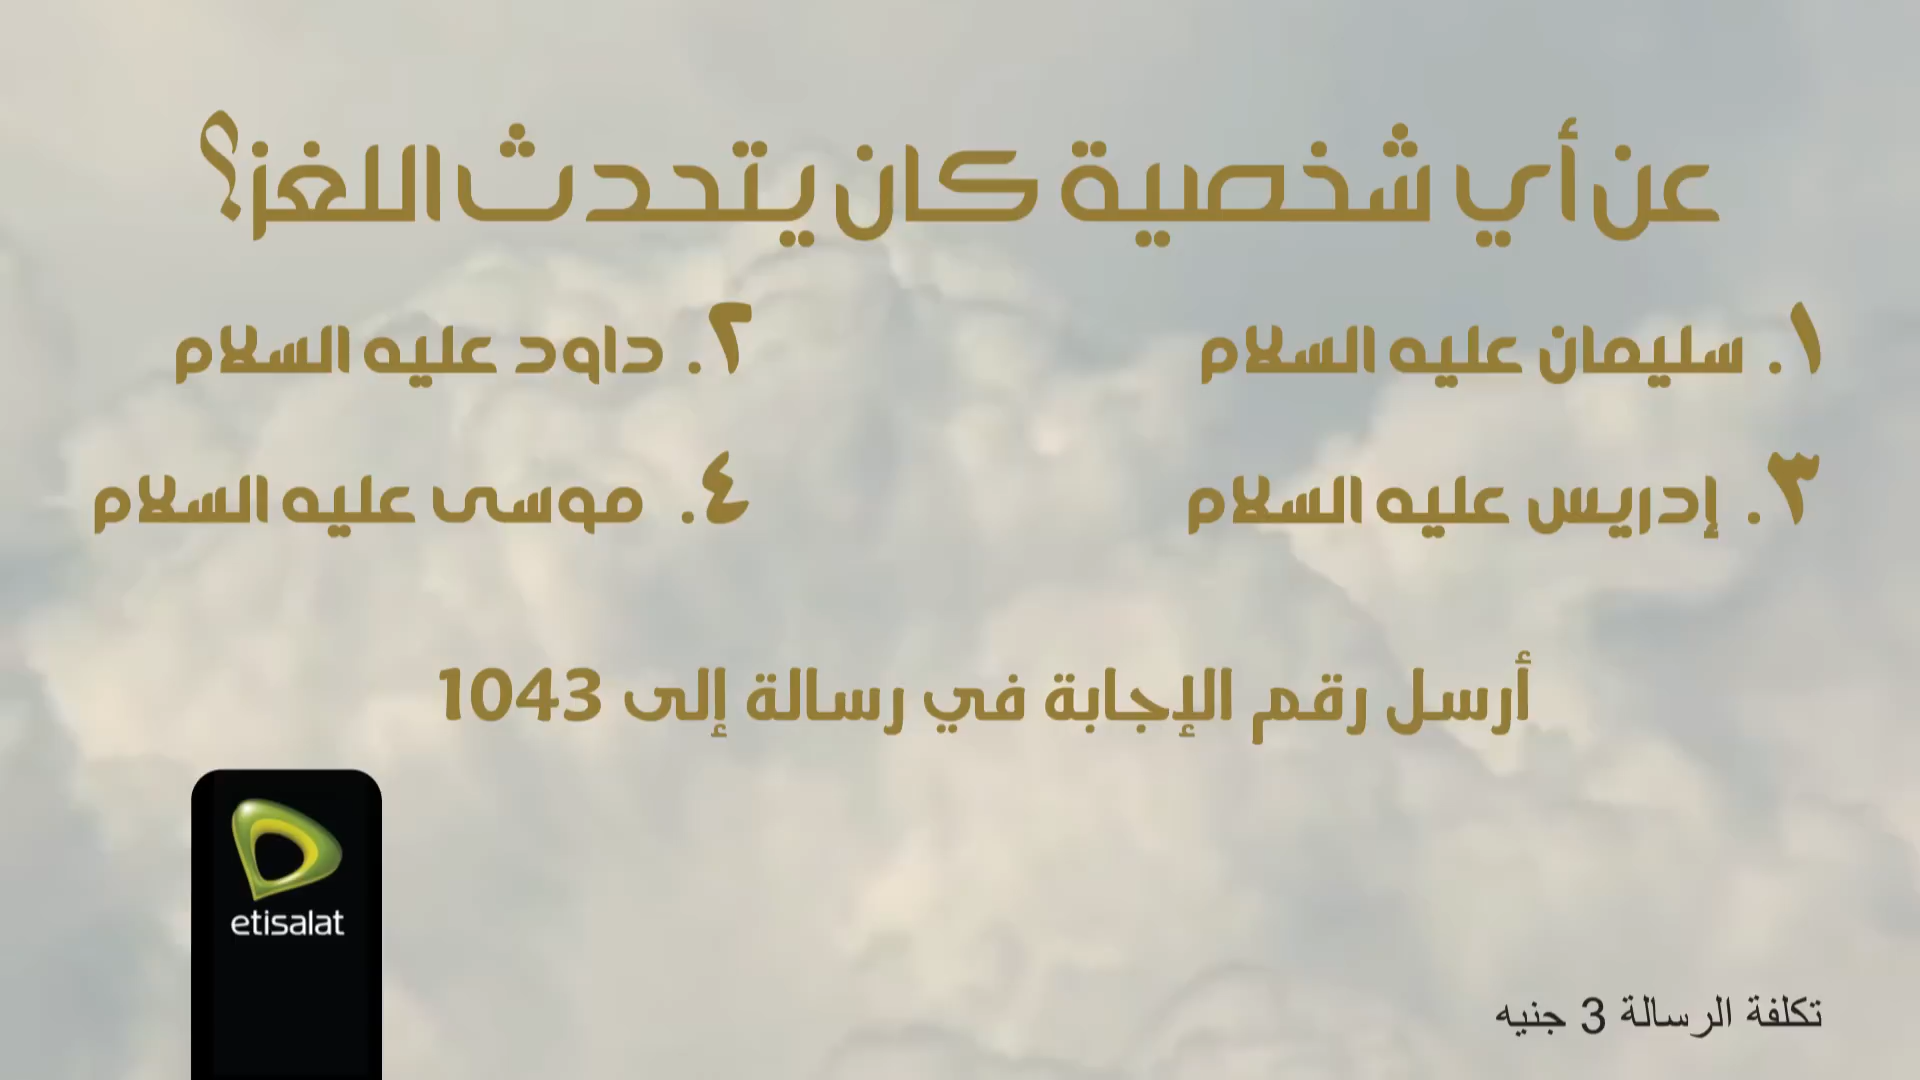 عن أي شخصية كان يتحدث اللغز؟
١. سليمان عليه السلام
٢. داود عليه السلام
٣. إدريس عليه السلام
٤. موسى عليه السلام
أرسل رقم الإجابة في رسالة إلى 1043
etisalat
تكلفة الرسالة 3 جنيه